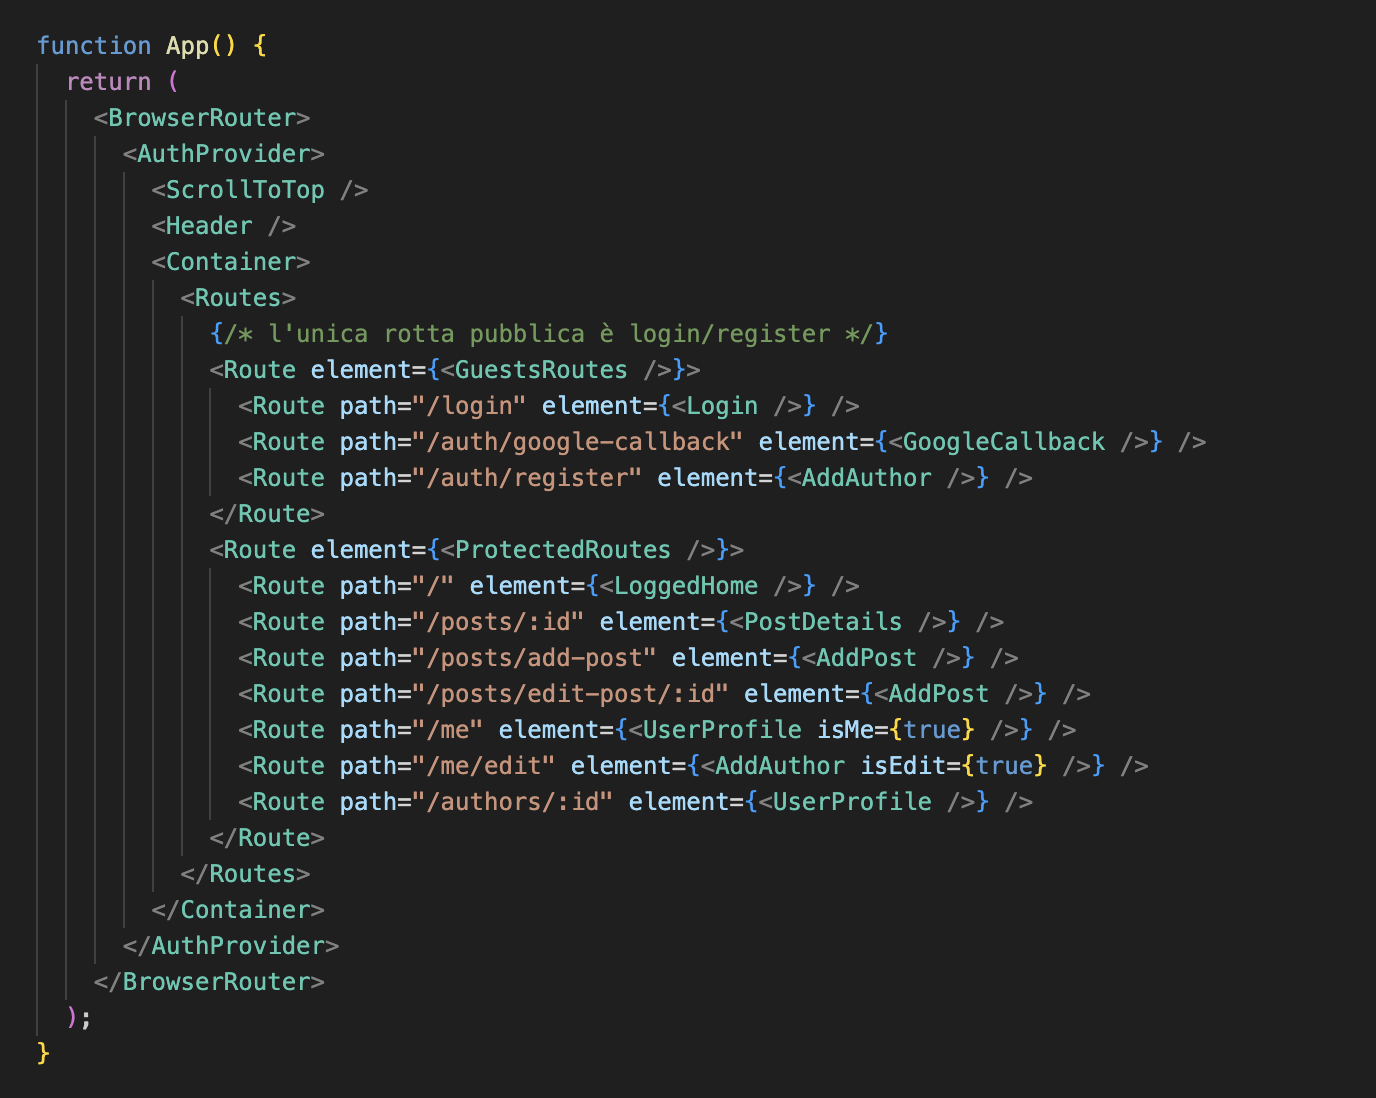 function App() {
  return (
    <BrowserRouter>
      <AuthProvider>
        <ScrollToTop />
        <Header />
        <Container>
          <Routes>
            {/* l'unica rotta pubblica è login/register */}
            <Route element={<GuestsRoutes />}>
              <Route path="/login" element={<Login />} />
              <Route path="/auth/google-callback" element={<GoogleCallback />} />
              <Route path="/auth/register" element={<AddAuthor />} />
            </Route>
            <Route element={<ProtectedRoutes />}>
              <Route path="/" element={<LoggedHome />} />
              <Route path="/posts/:id" element={<PostDetails />} />
              <Route path="/posts/add-post" element={<AddPost />} />
              <Route path="/posts/edit-post/:id" element={<AddPost />} />
              <Route path="/me" element={<UserProfile isMe={true} />} />
              <Route path="/me/edit" element={<AddAuthor isEdit={true} />} />
              <Route path="/authors/:id" element={<UserProfile />} />
            </Route>
          </Routes>
        </Container>
      </AuthProvider>
    </BrowserRouter>
  );
}